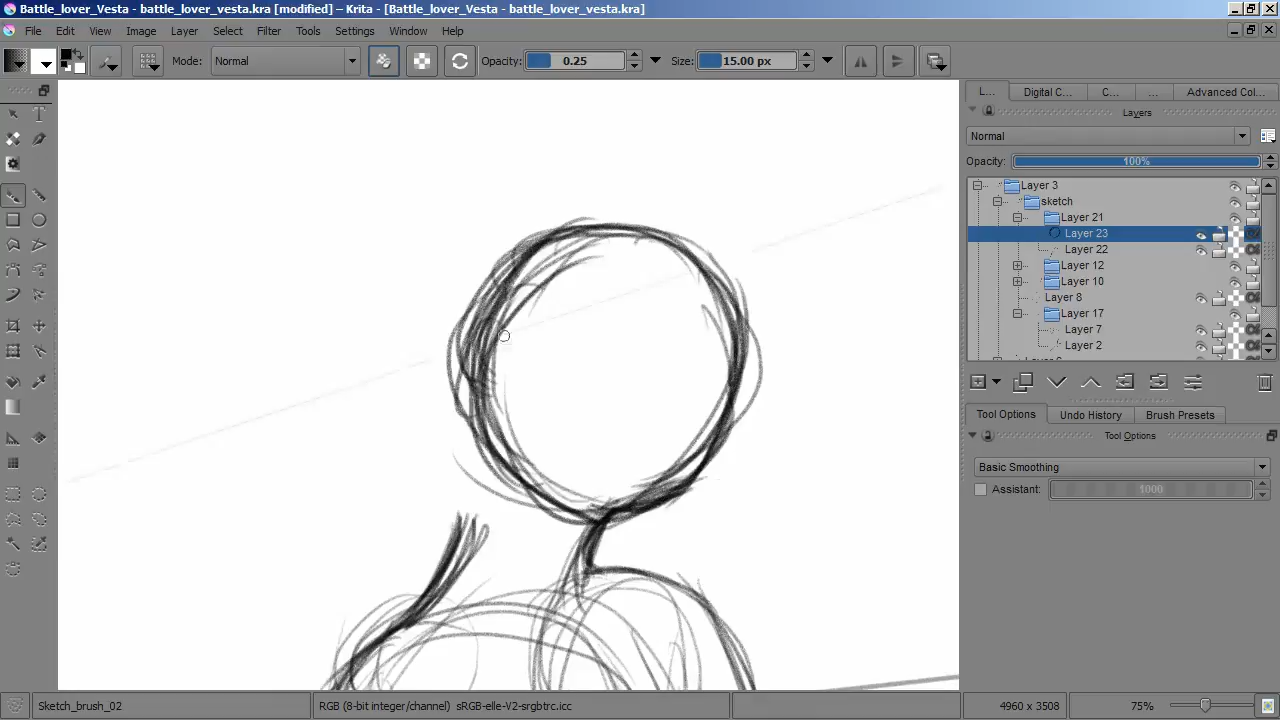 Battle_lover_Vesta - battle_lover_vesta.kra [modified] – Krita - [Battle_lover_Vesta - battle_lover_vesta.kra]
File Edit View Image Layer Select Filter Tools Settings Window Help
Mode: Normal Opacity: 0.25 Size: 15.00 px
L... Digital C... C... ... Advanced Col...
Layers
Normal
Opacity: 100%
Layer 3
sketch
Layer 21
Layer 23
Layer 22
Layer 12
Layer 10
Layer 8
Layer 17
Layer 7
Layer 2
Tool Options Undo History Brush Presets
Tool Options
Basic Smoothing
Assistant: 1000
Sketch_brush_02 RGB (8-bit integer/channel) sRGB-elle-V2-srgbtrc.icc 4960 x 3508 75%